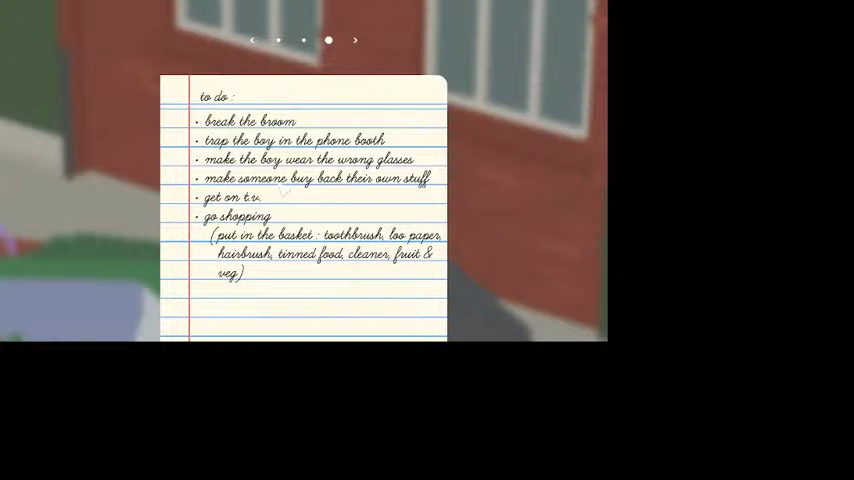 to do :
• break the broom
• trap the boy in the phone booth
• make the boy wear the wrong glasses
• make someone buy back their own stuff
• get on t.v.
• go shopping
(put in the basket : toothbrush, loo paper,
hairbrush, tinned food, cleaner, fruit &
veg)